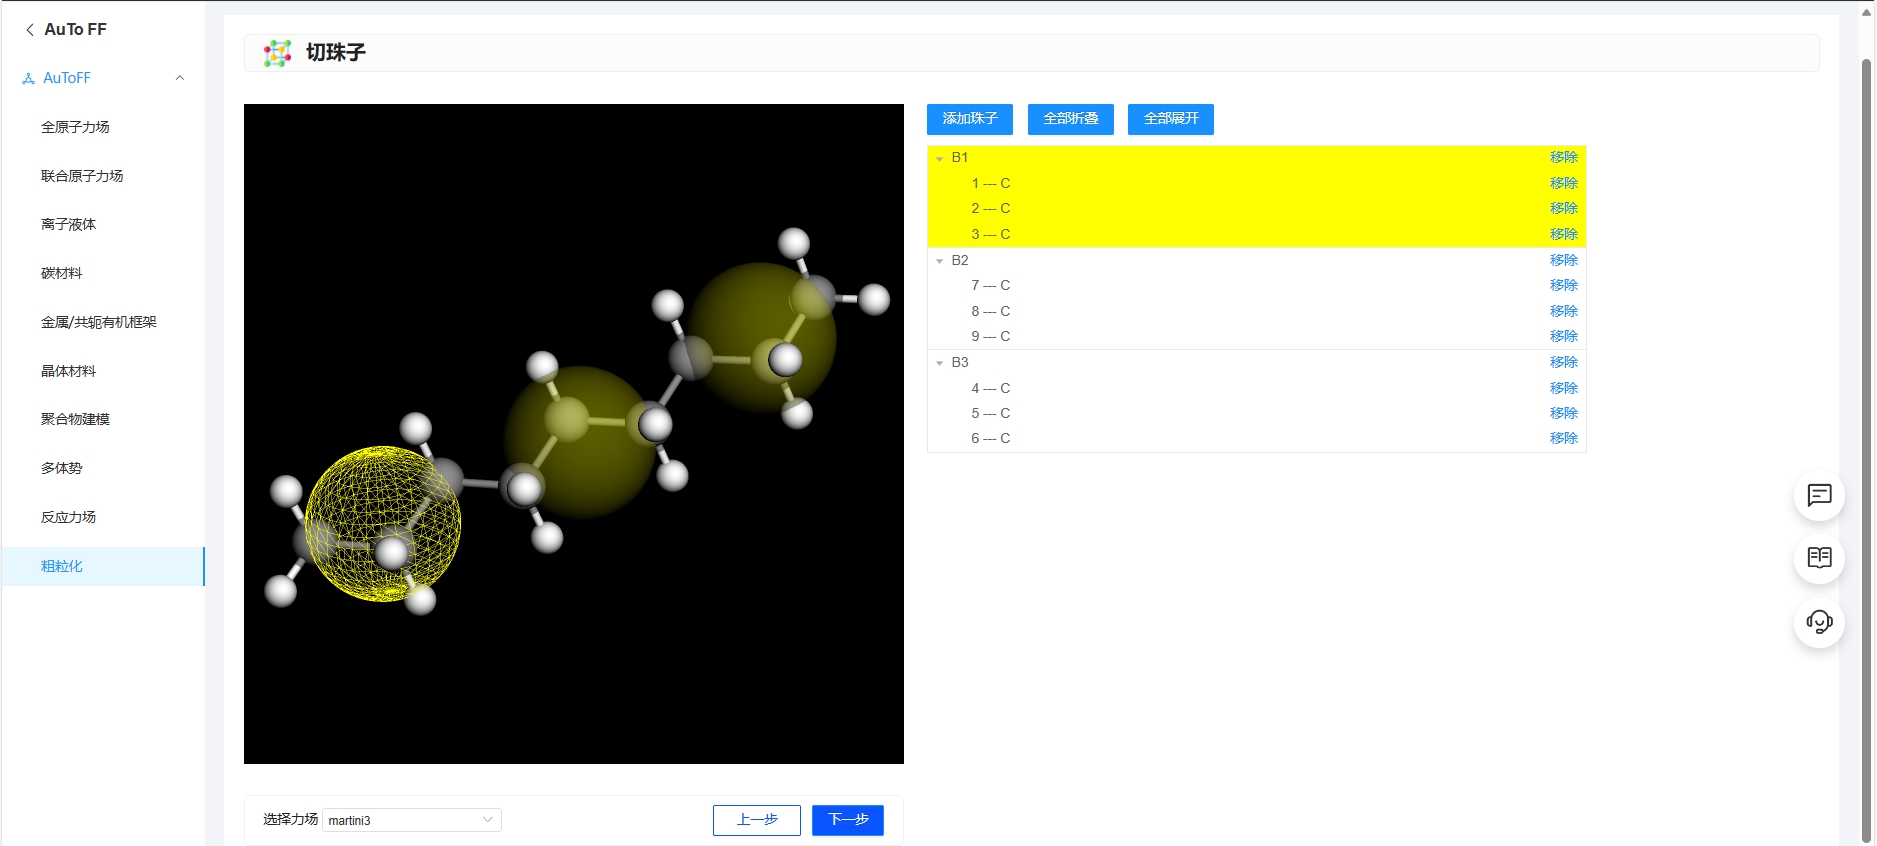 AuTo FF
AuToFF
全原子力场
联合原子力场
离子液体
碳材料
金属/共轭有机框架
晶体材料
聚合物建模
多体势
反应力场
粗粒化
切珠子
添加珠子 全部折叠 全部展开
B1 移除
1 --- C 移除
2 --- C 移除
3 --- C 移除
B2 移除
7 --- C 移除
8 --- C 移除
9 --- C 移除
B3 移除
4 --- C 移除
5 --- C 移除
6 --- C 移除
选择力场 martini3 上一步 下一步